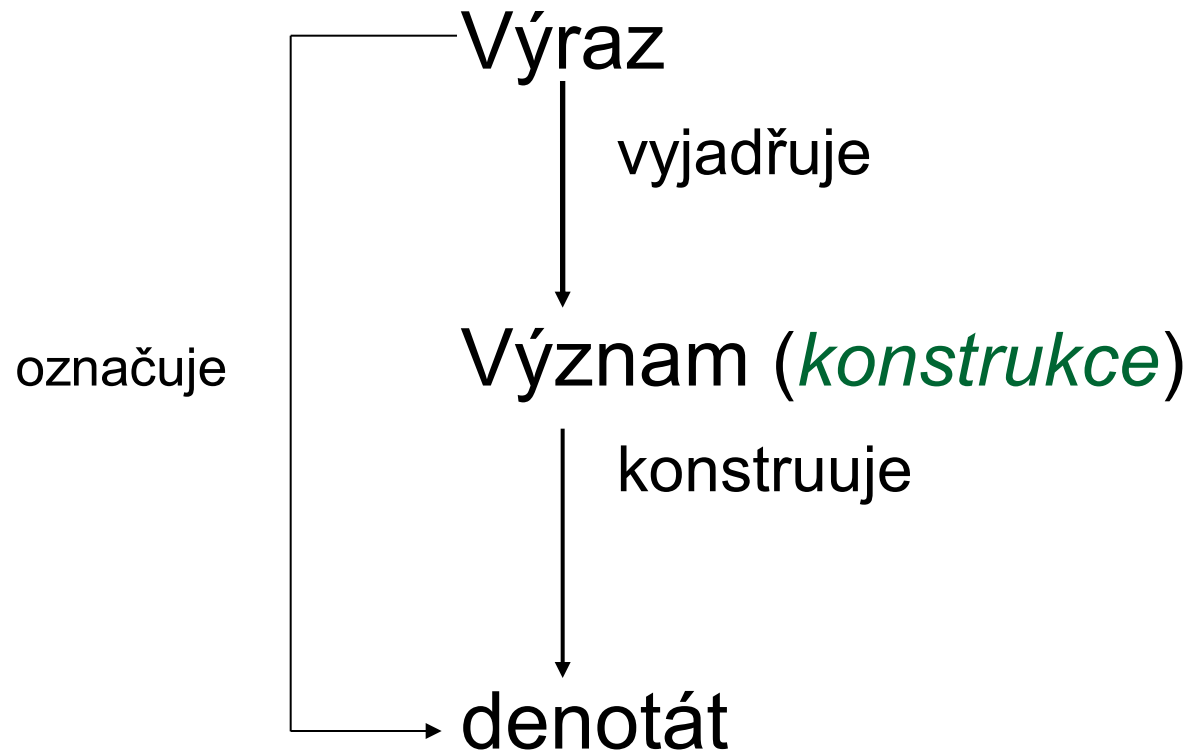 Výraz
vyjadřuje
označuje
Význam (konstrukce)
konstruuje
denotát